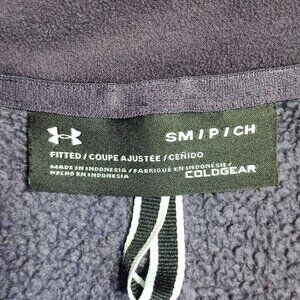 SM / P / CH
FITTED / COUPE AJUSTÉE / CEÑIDO
MADE IN INDONESIA / FABRIQUÉ EN INDONÉSIE /
HECHO EN INDONESIA
COLDGEAR